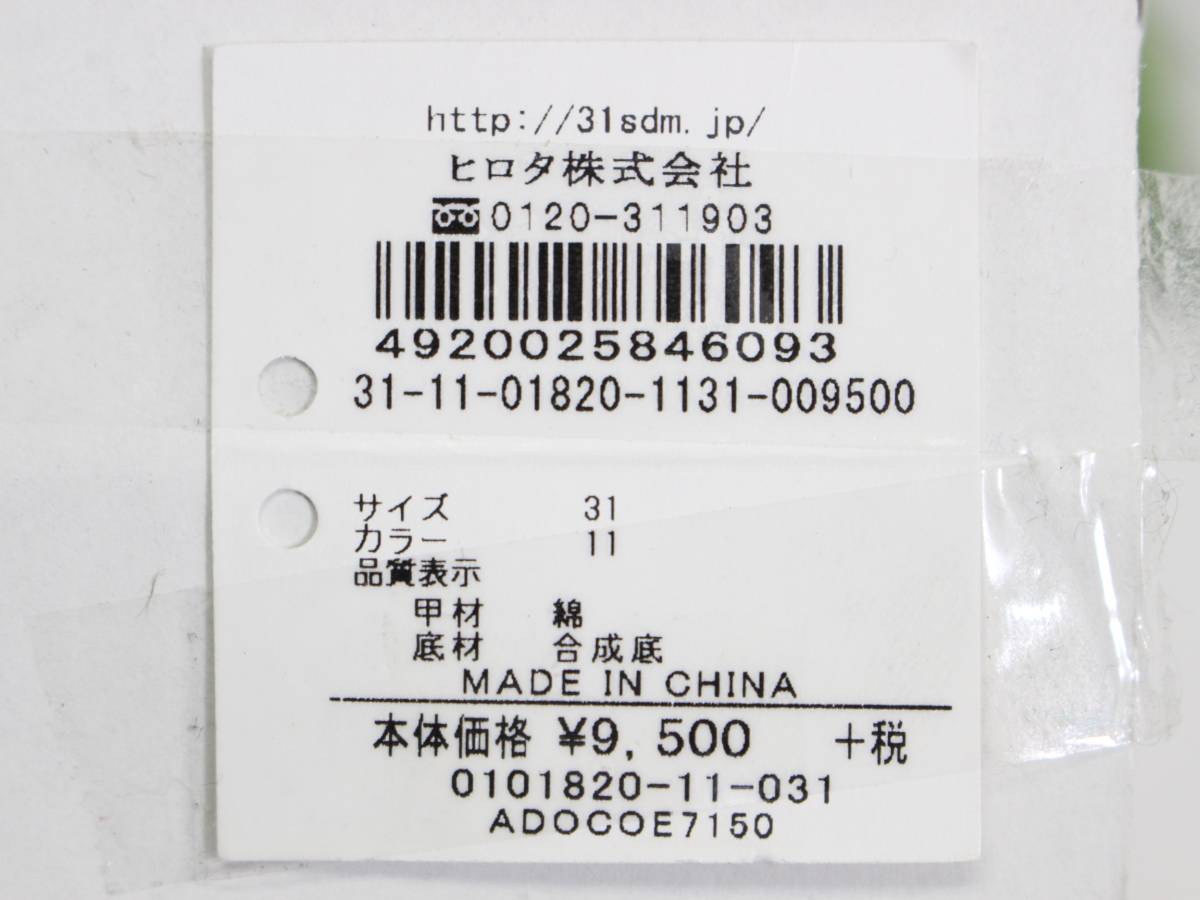 http://31sdm.jp/
ヒロタ株式会社
0120-311903
4920025846093
31-11-01820-1131-009500
サイズ 31
カラー 11
品質表示
甲材 綿
底材 合成底
MADE IN CHINA
本体価格 ¥9,500 +税
0101820-11-031
ADOCOE7150